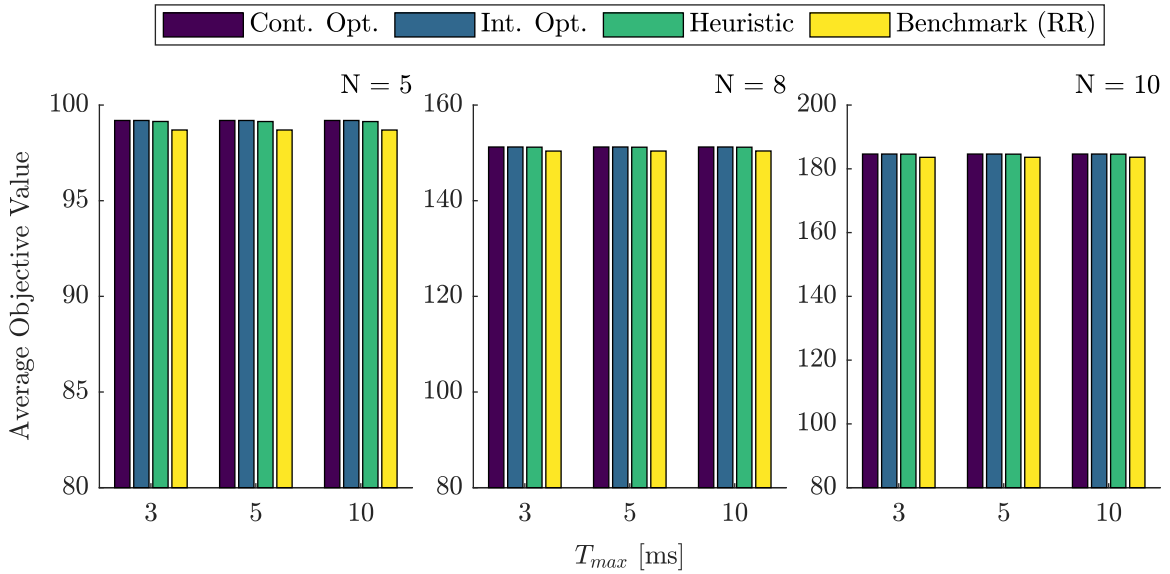 Cont. Opt. Int. Opt. Heuristic Benchmark (RR)
N = 5
N = 8
N = 10
Average Objective Value
100
95
90
85
80
3 5 10
160
140
120
100
80
3 5 10
200
180
160
140
120
100
80
3 5 10
T_max [ms]